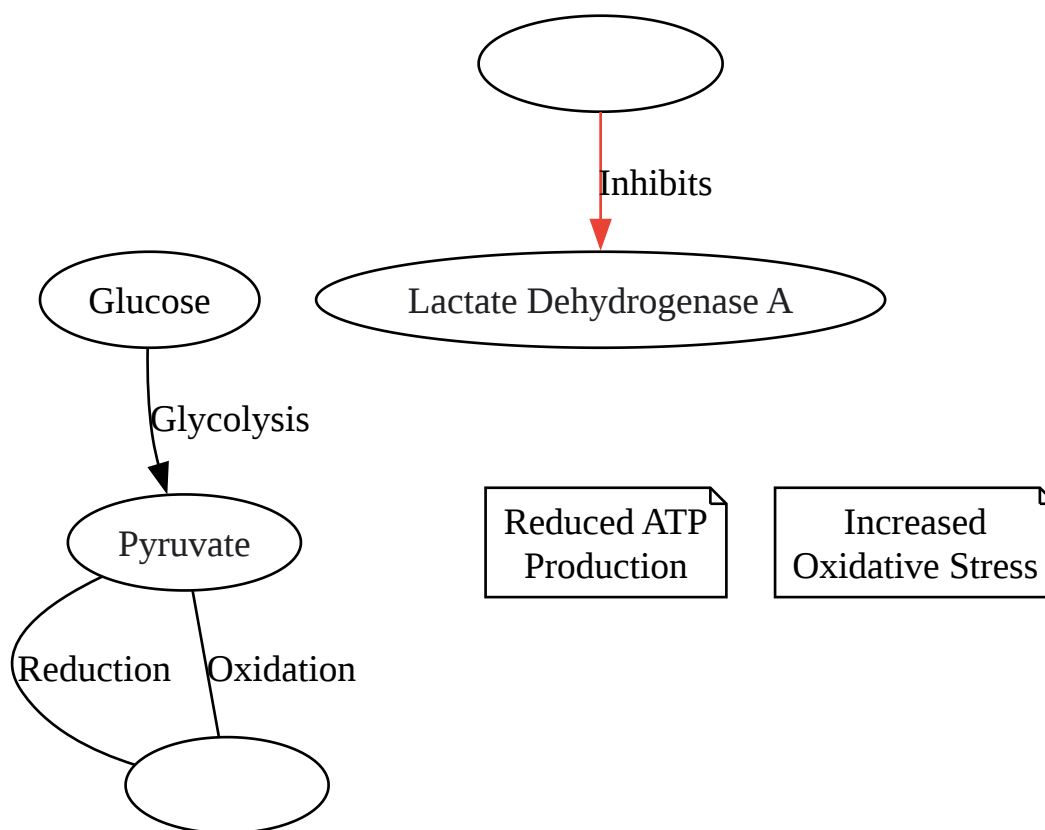 Inhibits
Glucose
Lactate Dehydrogenase A
Glycolysis
Pyruvate
Reduced ATP
Production
Increased
Oxidative Stress
Reduction
Oxidation